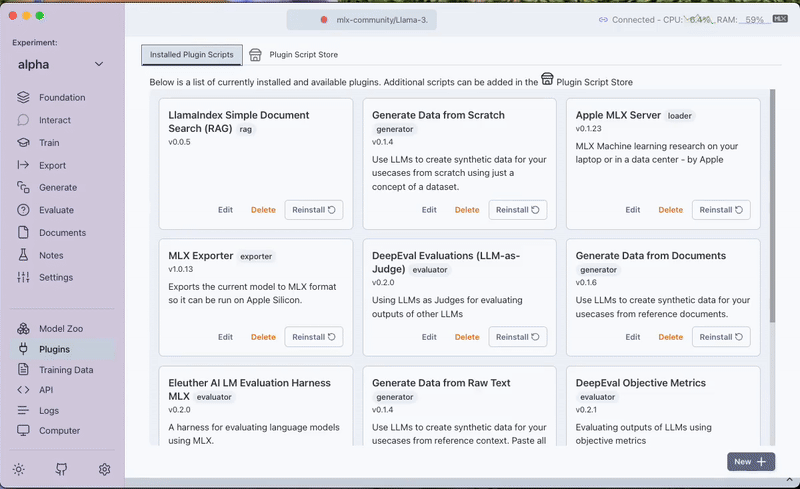 mlx-community/Llama-3.
Connected - CPU: 6.4% RAM: 59% MLX
Experiment:
alpha
Foundation
Interact
Train
Export
Generate
Evaluate
Documents
Notes
Settings
Model Zoo
Plugins
Training Data
API
Logs
Computer
Installed Plugin Scripts
Plugin Script Store
Below is a list of currently installed and available plugins. Additional scripts can be added in the Plugin Script Store
LlamaIndex Simple Document
Search (RAG) rag
v0.0.5
Edit Delete Reinstall
Generate Data from Scratch
generator
v0.1.4
Use LLMs to create synthetic data for your
usecases from scratch using just a
concept of a dataset.
Edit Delete Reinstall
Apple MLX Server loader
v0.1.23
MLX Machine learning research on your
laptop or in a data center - by Apple
Edit Delete Reinstall
MLX Exporter exporter
v1.0.13
Exports the current model to MLX format
so it can be run on Apple Silicon.
Edit Delete Reinstall
DeepEval Evaluations (LLM-as-
Judge) evaluator
v0.2.0
Using LLMs as Judges for evaluating
outputs of other LLMs
Edit Delete Reinstall
Generate Data from Documents
generator
v0.1.6
Use LLMs to create synthetic data for your
usecases from reference documents.
Edit Delete Reinstall
Eleuther AI LM Evaluation Harness
MLX evaluator
v0.2.0
A harness for evaluating language models
using MLX.
Generate Data from Raw Text
generator
v0.1.4
Use LLMs to create synthetic data for your
usecases from reference context. Paste all
DeepEval Objective Metrics
evaluator
v0.2.1
Evaluating outputs of LLMs using
objective metrics
New